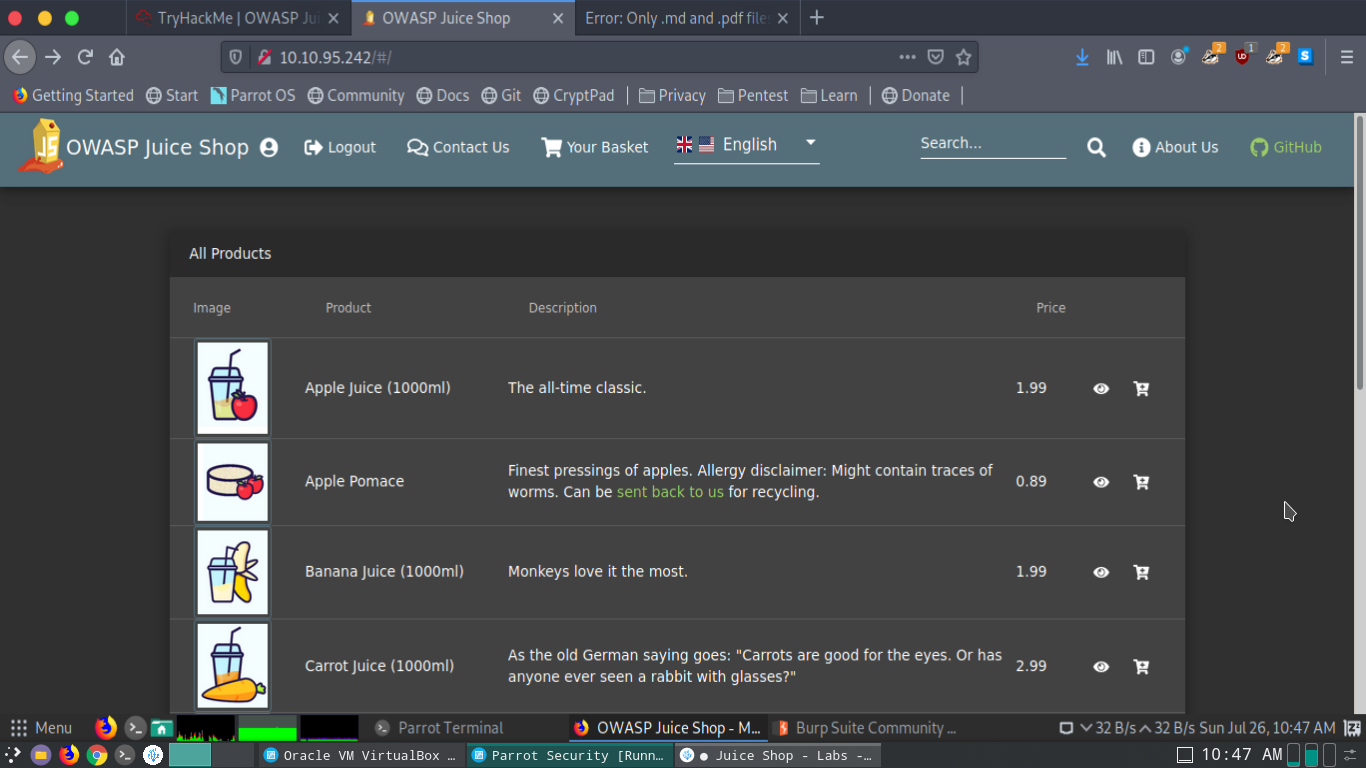 TryHackMe | OWASP Jui
OWASP Juice Shop
Error: Only .md and .pdf files
10.10.95.242/#/
2 1 2
Getting Started Start Parrot OS Community Docs Git CryptPad Privacy Pentest Learn Donate
JS OWASP Juice Shop Logout Contact Us Your Basket English Search... About Us GitHub
All Products
Image Product Description Price
Apple Juice (1000ml) The all-time classic. 1.99
Finest pressings of apples. Allergy disclaimer: Might contain traces of
Apple Pomace 0.89
worms. Can be sent back to us for recycling.
Banana Juice (1000ml) Monkeys love it the most. 1.99
As the old German saying goes: "Carrots are good for the eyes. Or has
Carrot Juice (1000ml) 2.99
anyone ever seen a rabbit with glasses?"
Menu Parrot Terminal OWASP Juice Shop - M... Burp Suite Community ... 32 B/s 32 B/s Sun Jul 26, 10:47 AM
Oracle VM VirtualBox … Parrot Security [Runn… ● Juice Shop - Labs -… 10:47 AM